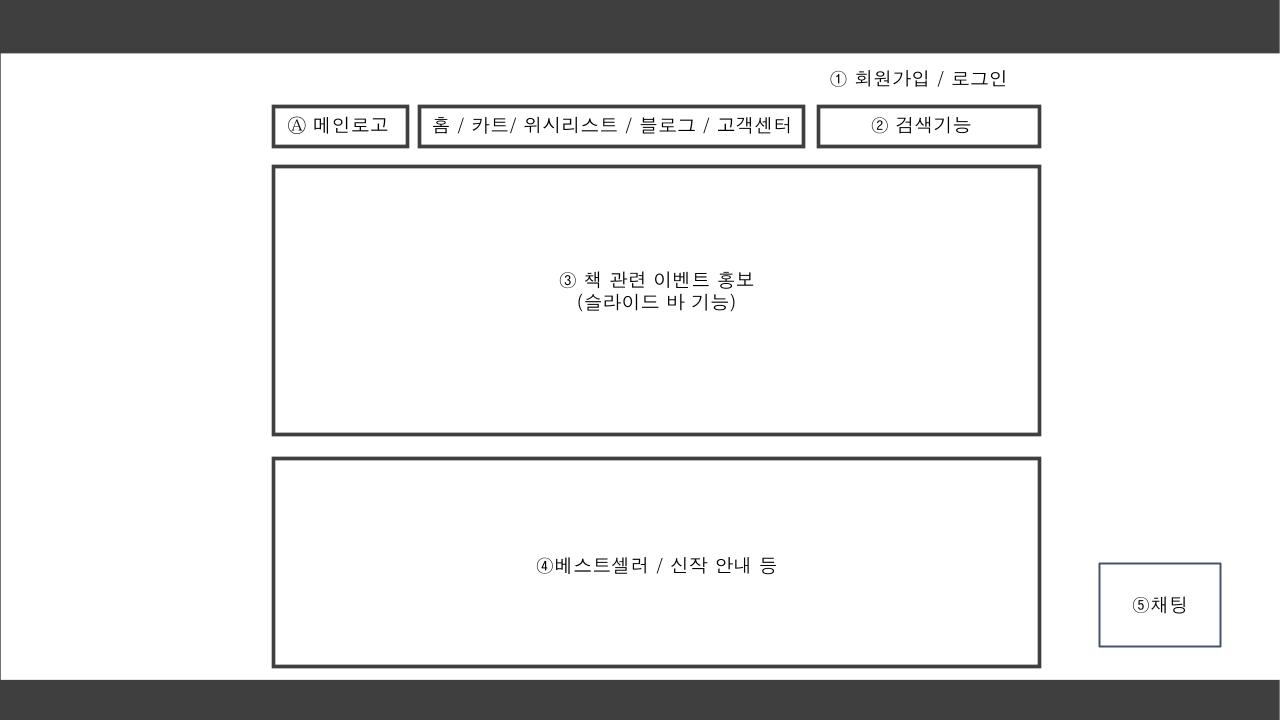 ① 회원가입 / 로그인
Ⓐ 메인로고
홈 / 카트/ 위시리스트 / 블로그 / 고객센터
② 검색기능
③ 책 관련 이벤트 홍보
(슬라이드 바 기능)
④베스트셀러 / 신작 안내 등
⑤채팅